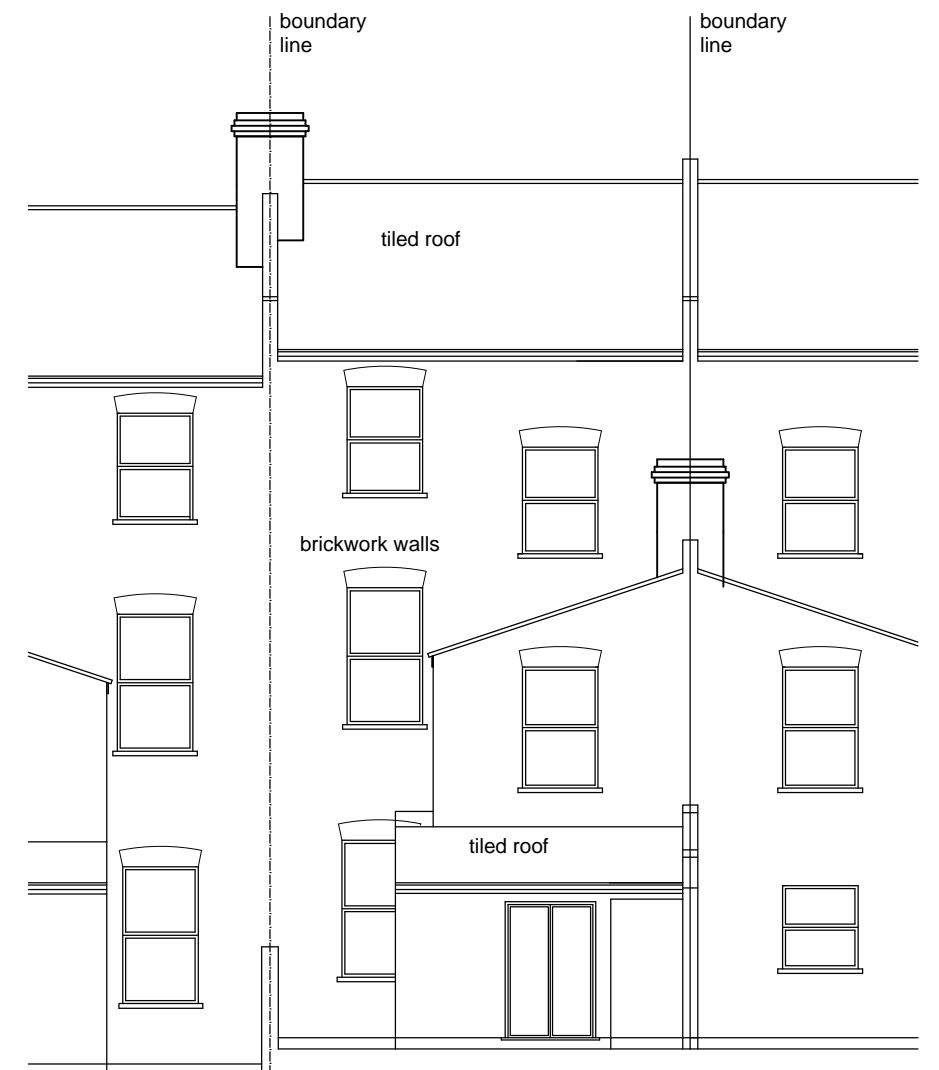 boundary
line
boundary
line
tiled roof
brickwork walls
tiled roof